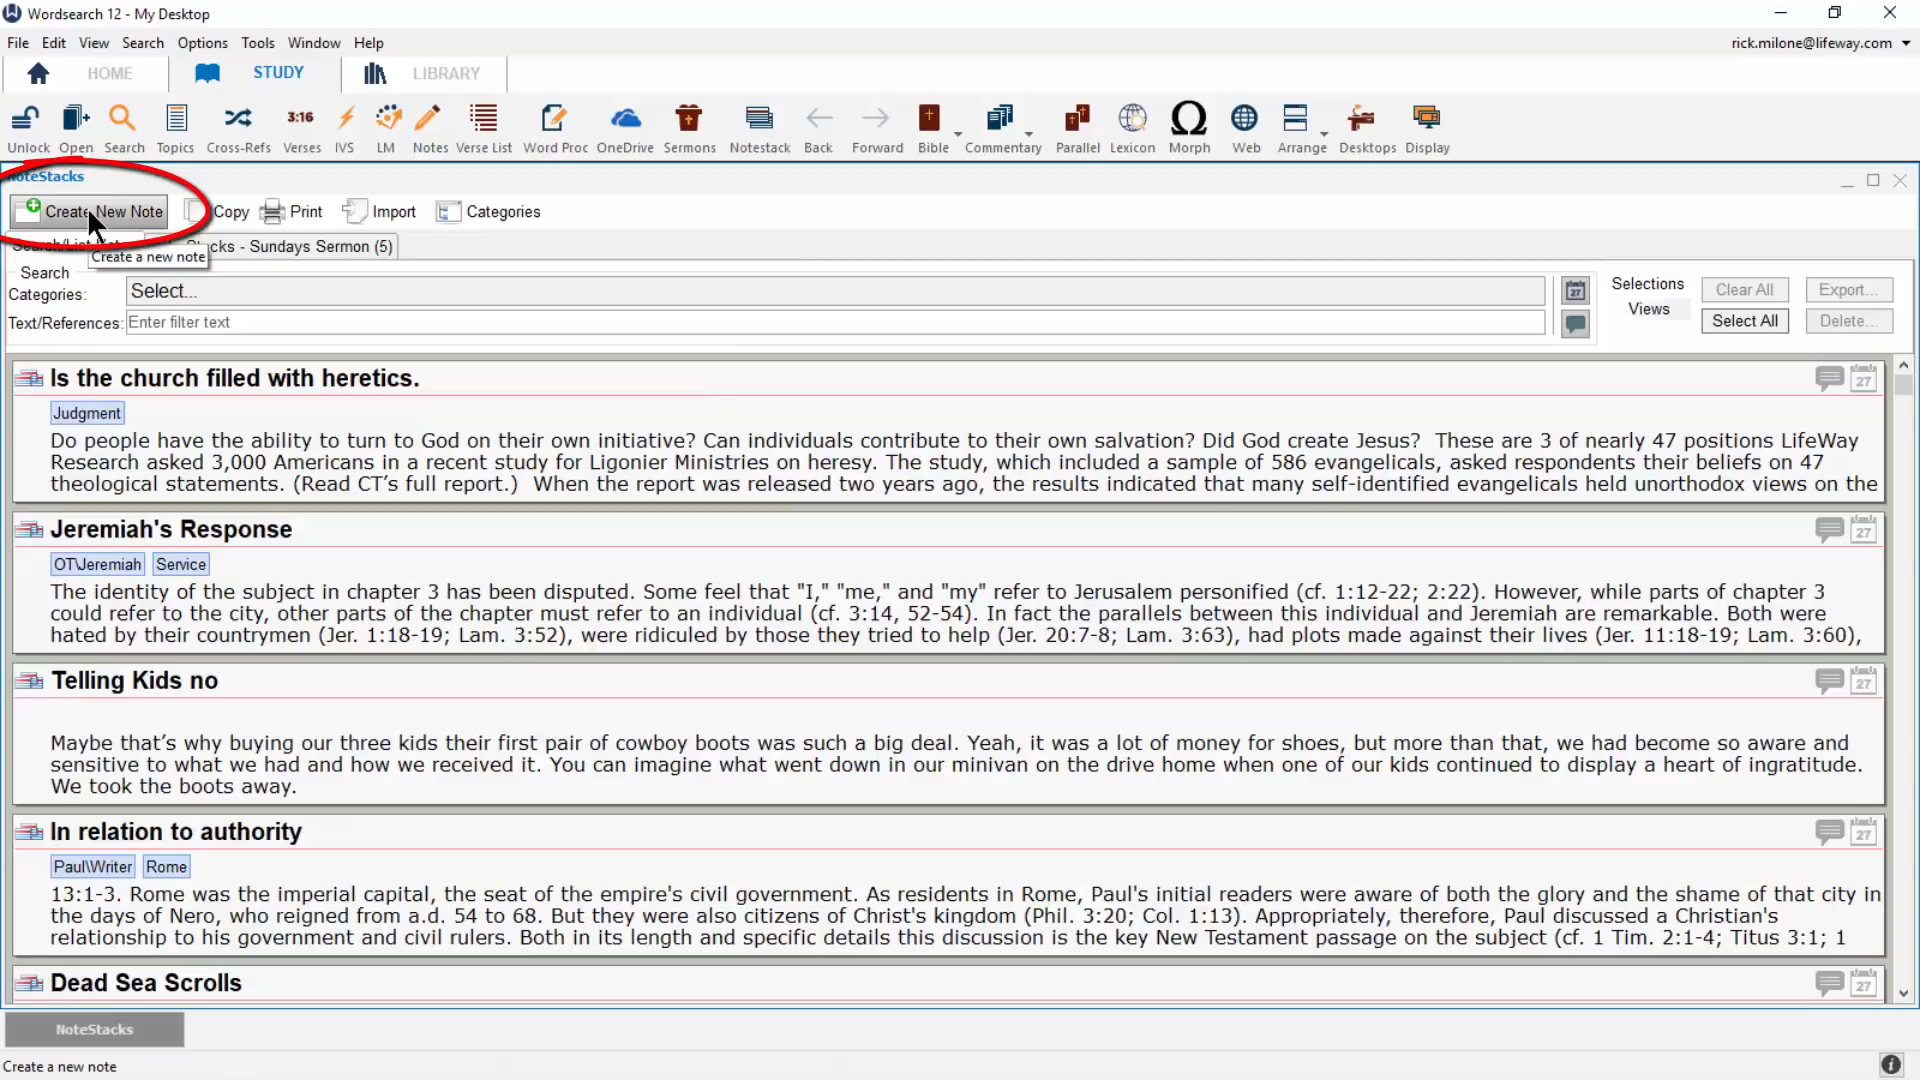 Wordsearch 12 - My Desktop
File Edit View Search Options Tools Window Help
rick.milone@lifeway.com
HOME STUDY LIBRARY
3:16
Unlock Open Search Topics Cross-Refs Verses IVS LM Notes Verse List Word Proc OneDrive Sermons Notestack Back Forward Bible Commentary Parallel Lexicon Morph Web Arrange Desktops Display
NoteStacks
Create New Note Copy Print Import Categories
Stacks - Sundays Sermon (5)
Create a new note
Search
Categories: Select...
27
Text/References: Enter filter text
Selections
Views
Clear All Export...
Select All Delete...
Is the church filled with heretics.
27
Judgment
Do people have the ability to turn to God on their own initiative? Can individuals contribute to their own salvation? Did God create Jesus? These are 3 of nearly 47 positions LifeWay
Research asked 3,000 Americans in a recent study for Ligonier Ministries on heresy. The study, which included a sample of 586 evangelicals, asked respondents their beliefs on 47
theological statements. (Read CT's full report.) When the report was released two years ago, the results indicated that many self-identified evangelicals held unorthodox views on the
Jeremiah's Response
27
OT\Jeremiah Service
The identity of the subject in chapter 3 has been disputed. Some feel that "I," "me," and "my" refer to Jerusalem personified (cf. 1:12-22; 2:22). However, while parts of chapter 3
could refer to the city, other parts of the chapter must refer to an individual (cf. 3:14, 52-54). In fact the parallels between this individual and Jeremiah are remarkable. Both were
hated by their countrymen (Jer. 1:18-19; Lam. 3:52), were ridiculed by those they tried to help (Jer. 20:7-8; Lam. 3:63), had plots made against their lives (Jer. 11:18-19; Lam. 3:60),
Telling Kids no
27
Maybe that's why buying our three kids their first pair of cowboy boots was such a big deal. Yeah, it was a lot of money for shoes, but more than that, we had become so aware and
sensitive to what we had and how we received it. You can imagine what went down in our minivan on the drive home when one of our kids continued to display a heart of ingratitude.
We took the boots away.
In relation to authority
27
Paul\Writer Rome
13:1-3. Rome was the imperial capital, the seat of the empire's civil government. As residents in Rome, Paul's initial readers were aware of both the glory and the shame of that city in
the days of Nero, who reigned from a.d. 54 to 68. But they were also citizens of Christ's kingdom (Phil. 3:20; Col. 1:13). Appropriately, therefore, Paul discussed a Christian's
relationship to his government and civil rulers. Both in its length and specific details this discussion is the key New Testament passage on the subject (cf. 1 Tim. 2:1-4; Titus 3:1; 1
Dead Sea Scrolls
27
NoteStacks
Create a new note